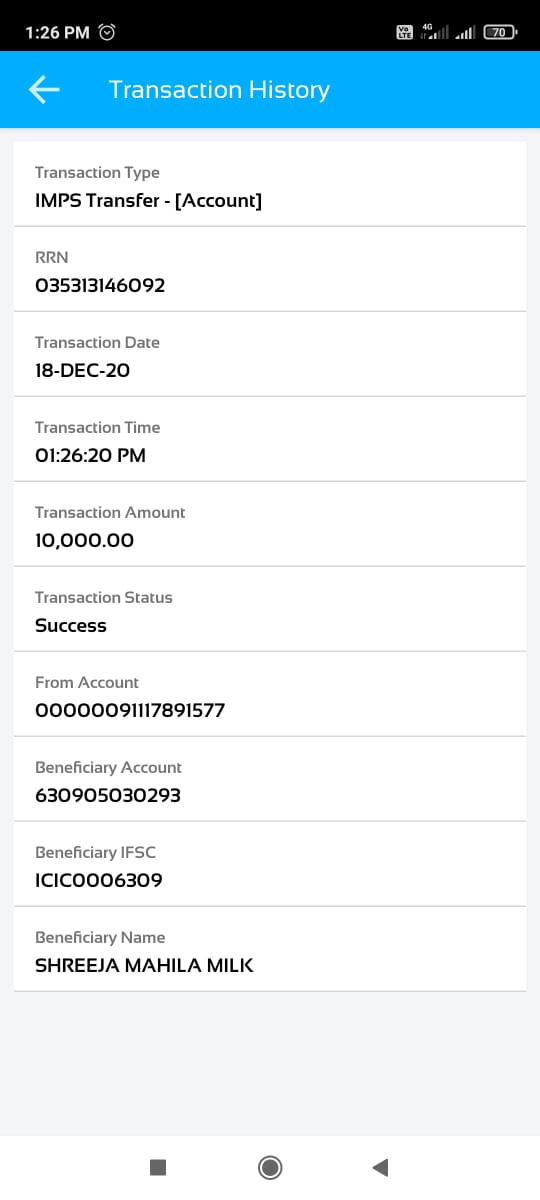 1:26 PM
Vo LTE 4G 70
Transaction History
Transaction Type
IMPS Transfer - [Account]
RRN
035313146092
Transaction Date
18-DEC-20
Transaction Time
01:26:20 PM
Transaction Amount
10,000.00
Transaction Status
Success
From Account
00000091117891577
Beneficiary Account
630905030293
Beneficiary IFSC
ICIC0006309
Beneficiary Name
SHREEJA MAHILA MILK